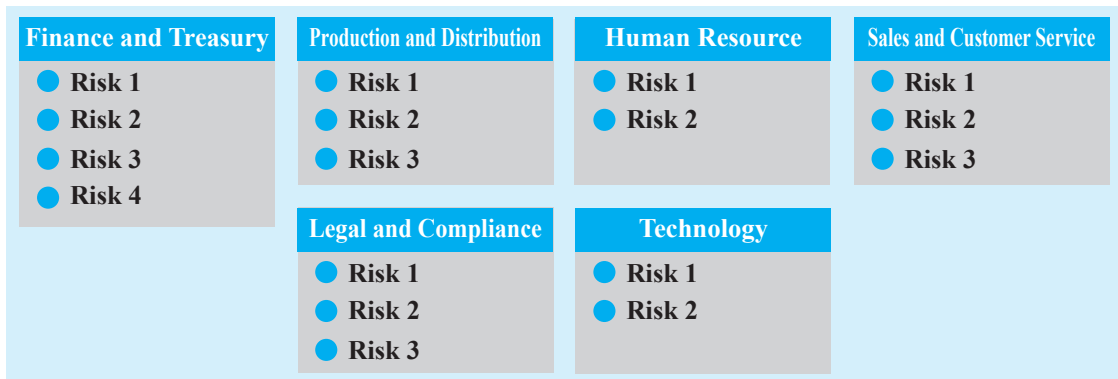 Finance and Treasury
Risk 1
Risk 2
Risk 3
Risk 4
Production and Distribution
Risk 1
Risk 2
Risk 3
Human Resource
Risk 1
Risk 2
Sales and Customer Service
Risk 1
Risk 2
Risk 3
Legal and Compliance
Risk 1
Risk 2
Risk 3
Technology
Risk 1
Risk 2